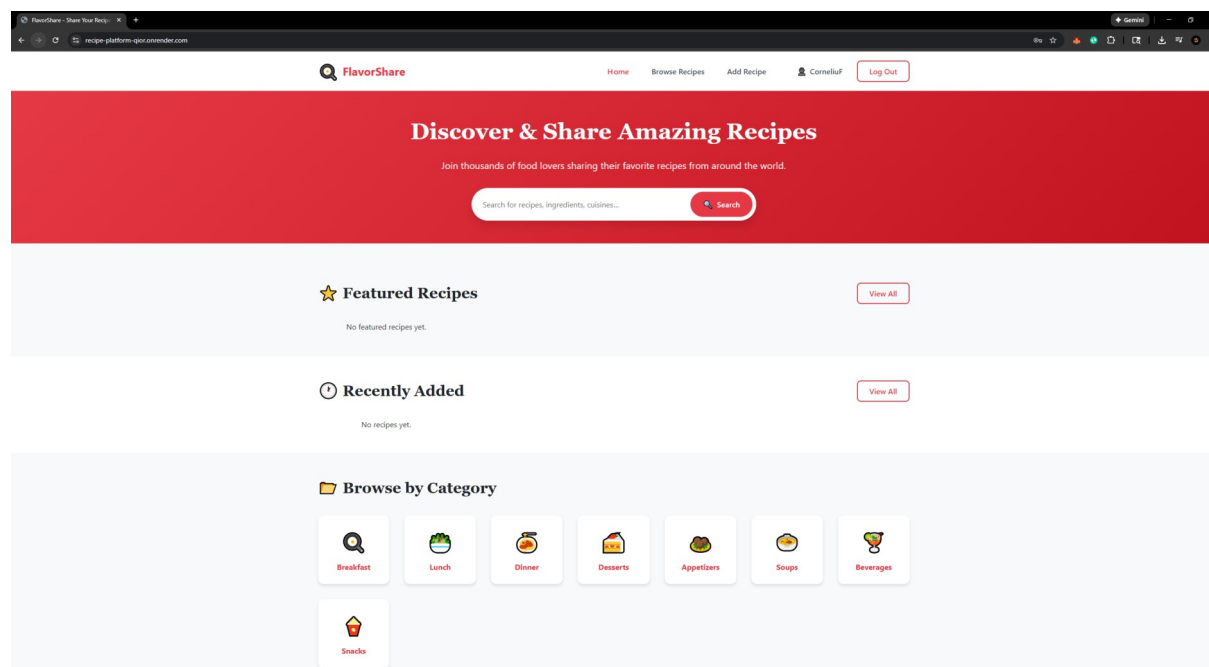 FlavorShare - Share Your Recip
Gemini
recipe-platform-qior.onrender.com
FlavorShare
Home
Browse Recipes
Add Recipe
CorneliuF
Log Out
Discover & Share Amazing Recipes
Join thousands of food lovers sharing their favorite recipes from around the world.
Search for recipes, ingredients, cuisines...
Search
Featured Recipes
View All
No featured recipes yet.
Recently Added
View All
No recipes yet.
Browse by Category
Breakfast
Lunch
Dinner
Desserts
Appetizers
Soups
Beverages
Snacks